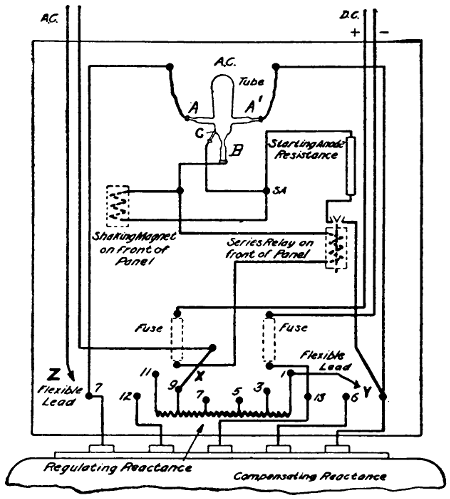 A.C.
D.C.
+ −
A.C.
Tube
A
A'
G
B
Starting Anode
Resistance
SA
Shaking Magnet
on Front of
Panel
Series Relay on
front of Panel
Fuse
Fuse
Z
X
Flexible
Lead
Y
Flexible
Lead
7
12
11
9
7
5
3
1
13
6
Regulating Reactance
Compensating Reactance